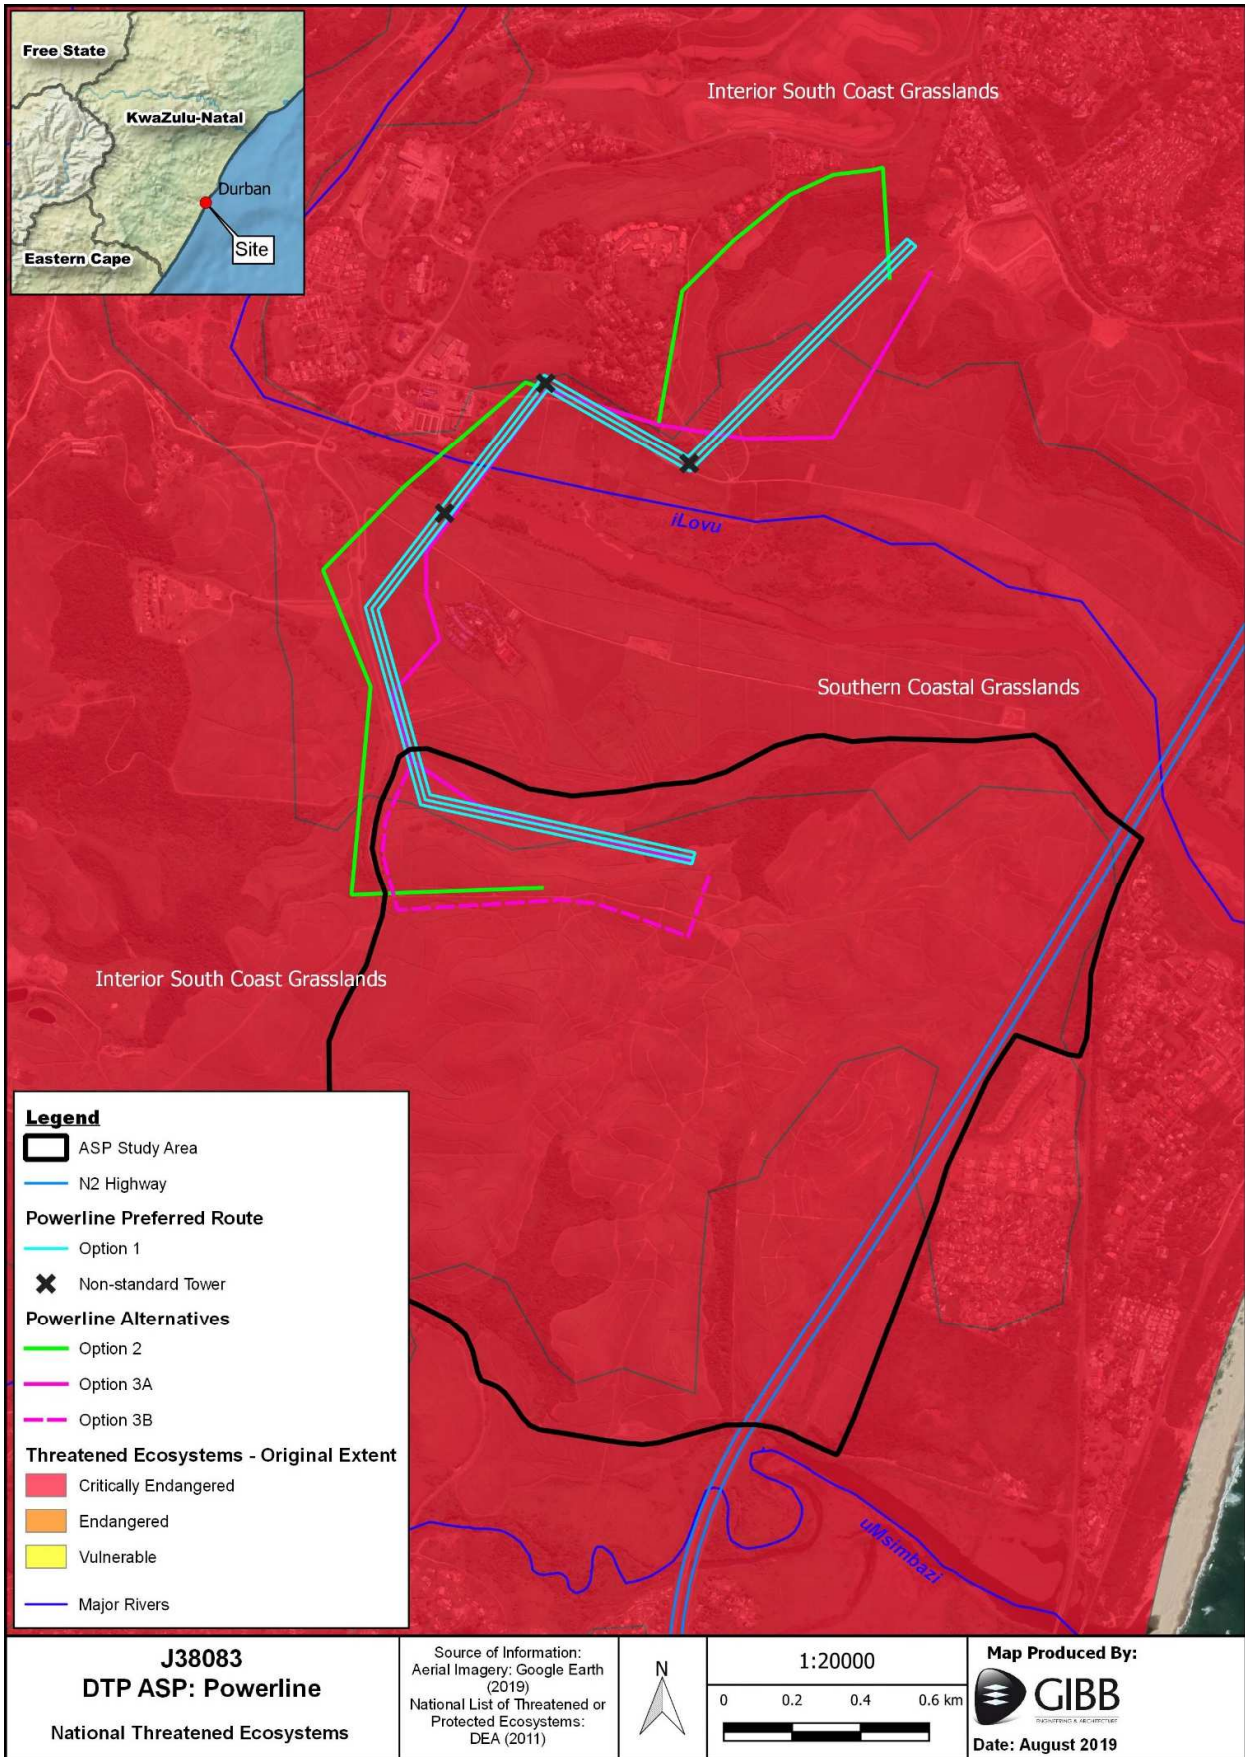 Free State
KwaZulu-Natal
Durban
Site
Eastern Cape
Interior South Coast Grasslands
iLovu
Southern Coastal Grasslands
Interior South Coast Grasslands
uMsimbazi
Legend
ASP Study Area
N2 Highway
Powerline Preferred Route
Option 1
Non-standard Tower
Powerline Alternatives
Option 2
Option 3A
Option 3B
Threatened Ecosystems - Original Extent
Critically Endangered
Endangered
Vulnerable
Major Rivers
J38083
DTP ASP: Powerline
National Threatened Ecosystems
Source of Information:
Aerial Imagery: Google Earth
(2019)
National List of Threatened or
Protected Ecosystems:
DEA (2011)
N
1:20000
0 0.2 0.4 0.6 km
Map Produced By:
GIBB
ENGINEERING & ARCHITECTURE
Date: August 2019